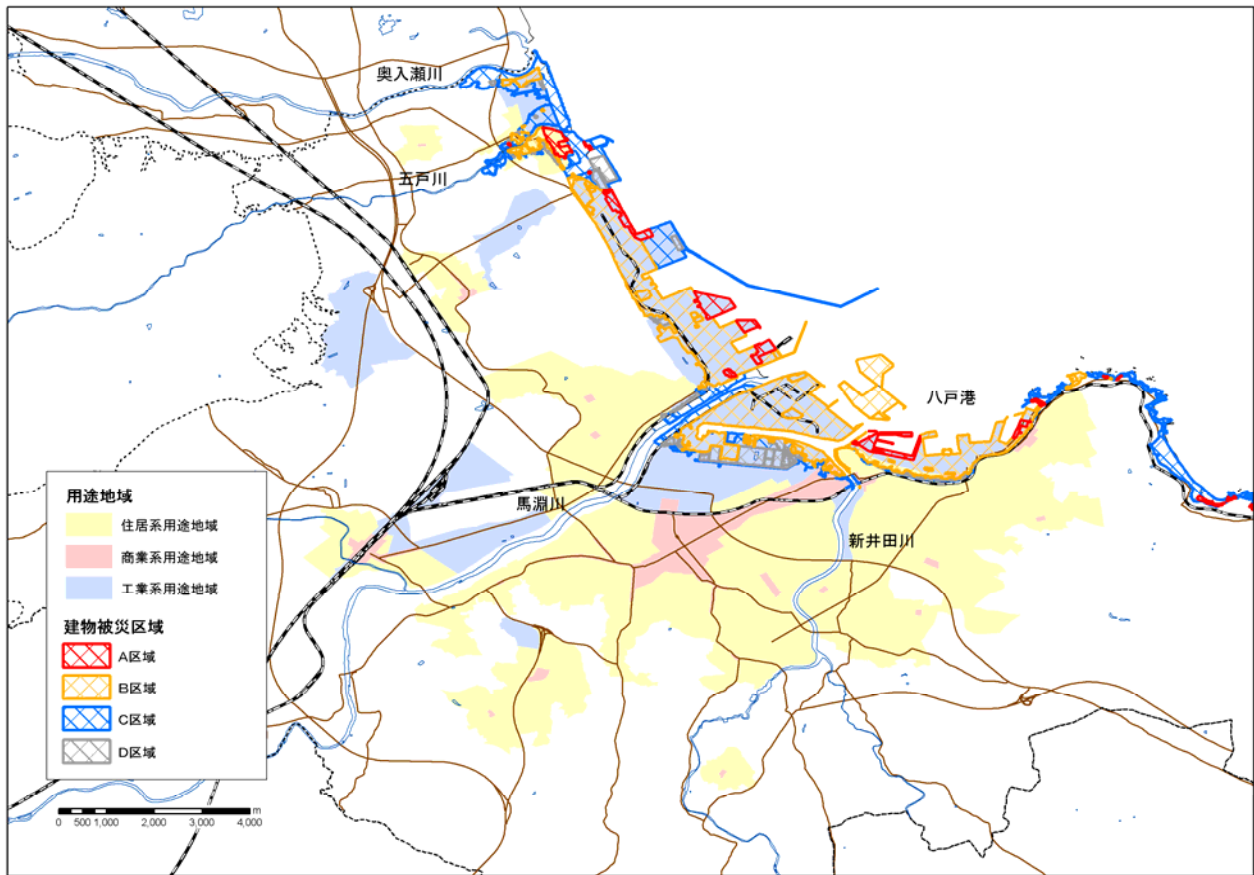 奥入瀬川
五戸川
八戸港
馬淵川
新井田川
用途地域
住居系用途地域
商業系用途地域
工業系用途地域
建物被災区域
A区域
B区域
C区域
D区域
m
0 500 1,000 2,000 3,000 4,000